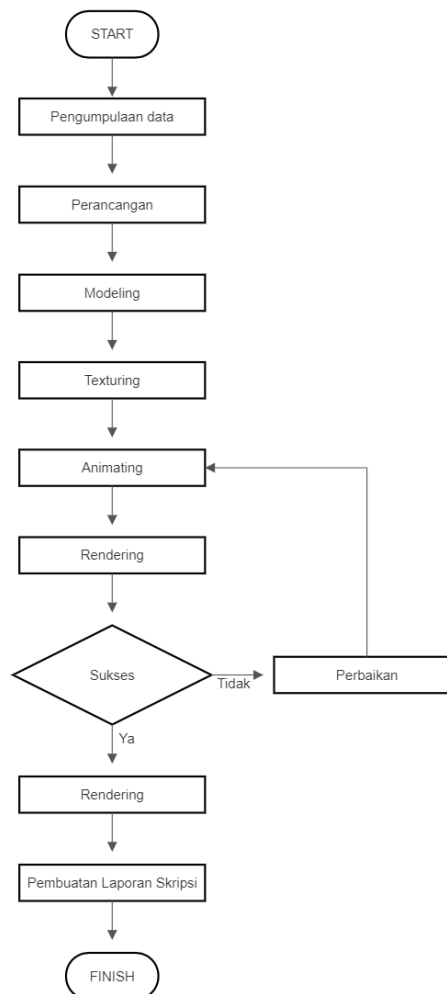 START
Pengumpulaan data
Perancangan
Modeling
Texturing
Animating
Rendering
Sukses
Tidak
Perbaikan
Ya
Rendering
Pembuatan Laporan Skripsi
FINISH